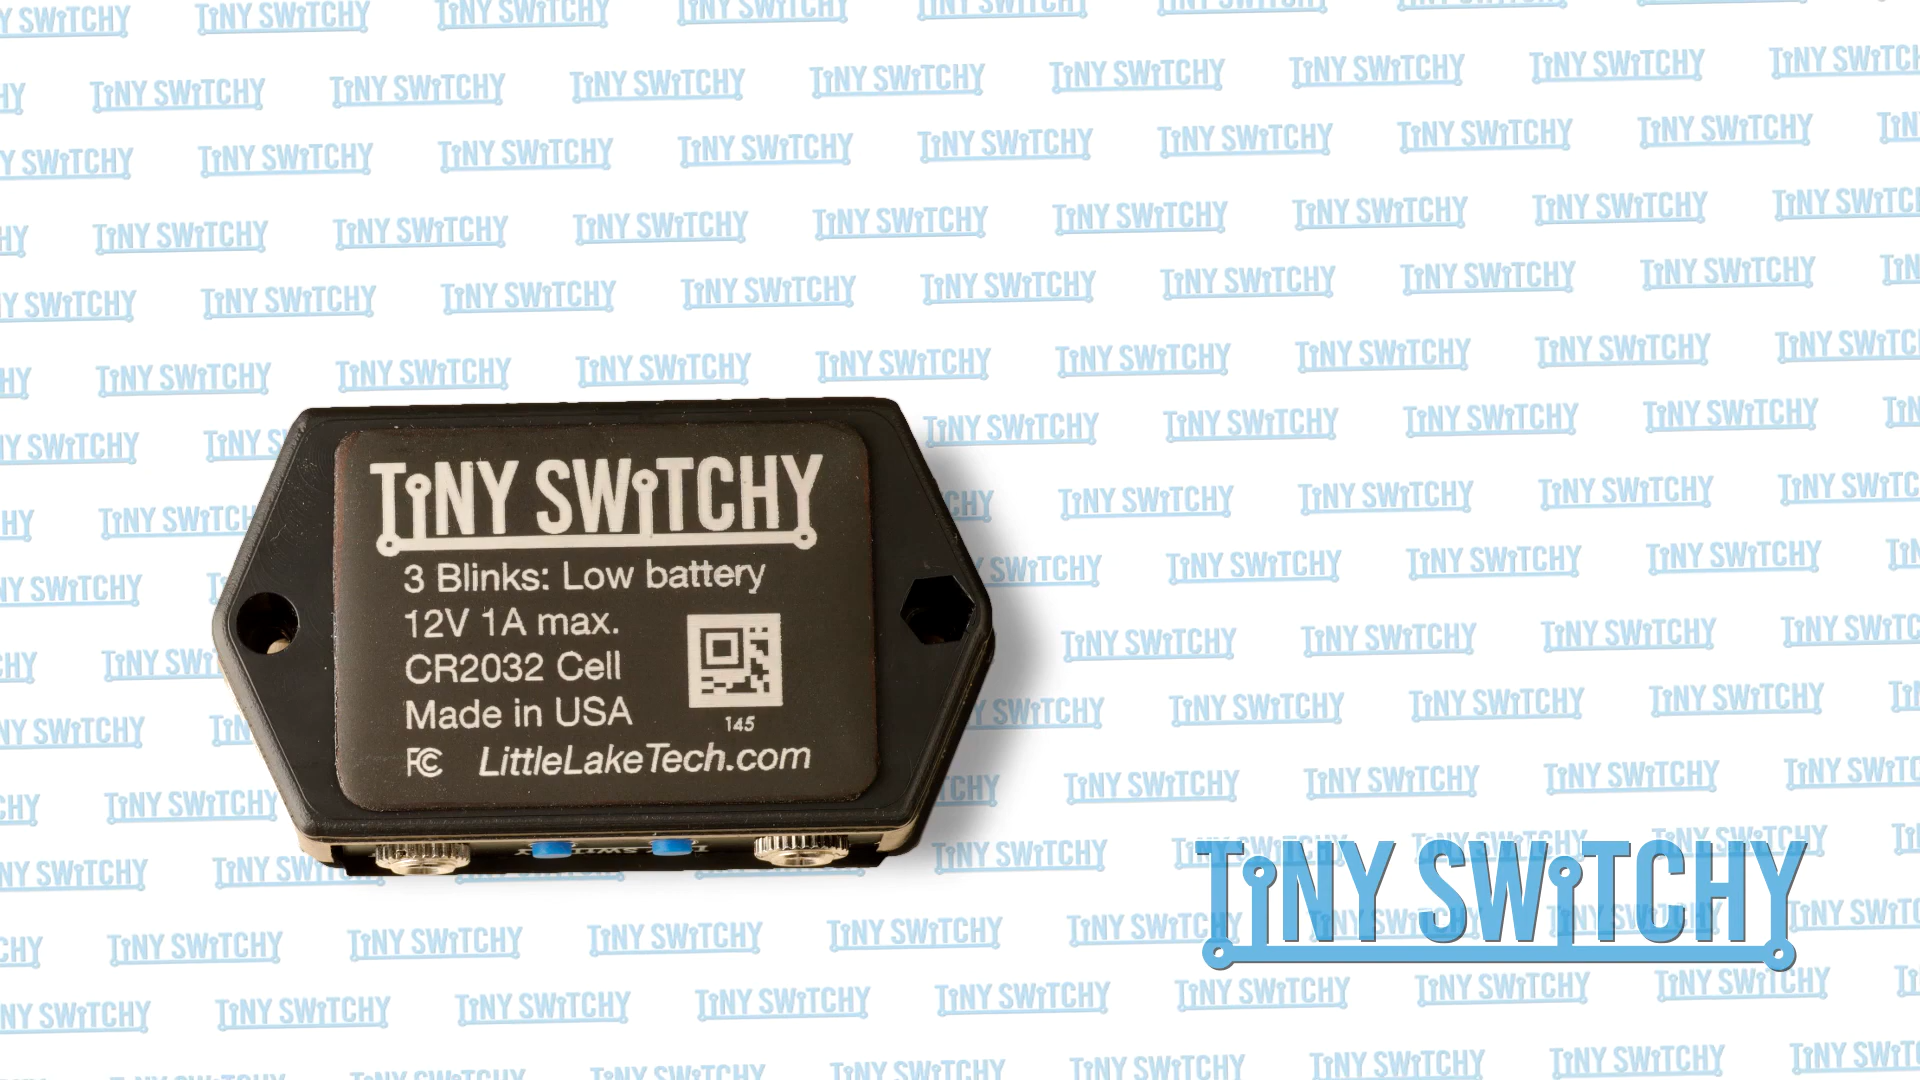 TiNY SWiTCHY
3 Blinks: Low battery
12V 1A max.
CR2032 Cell
Made in USA
145
FC LittleLakeTech.com
TiNY SWiTCHY